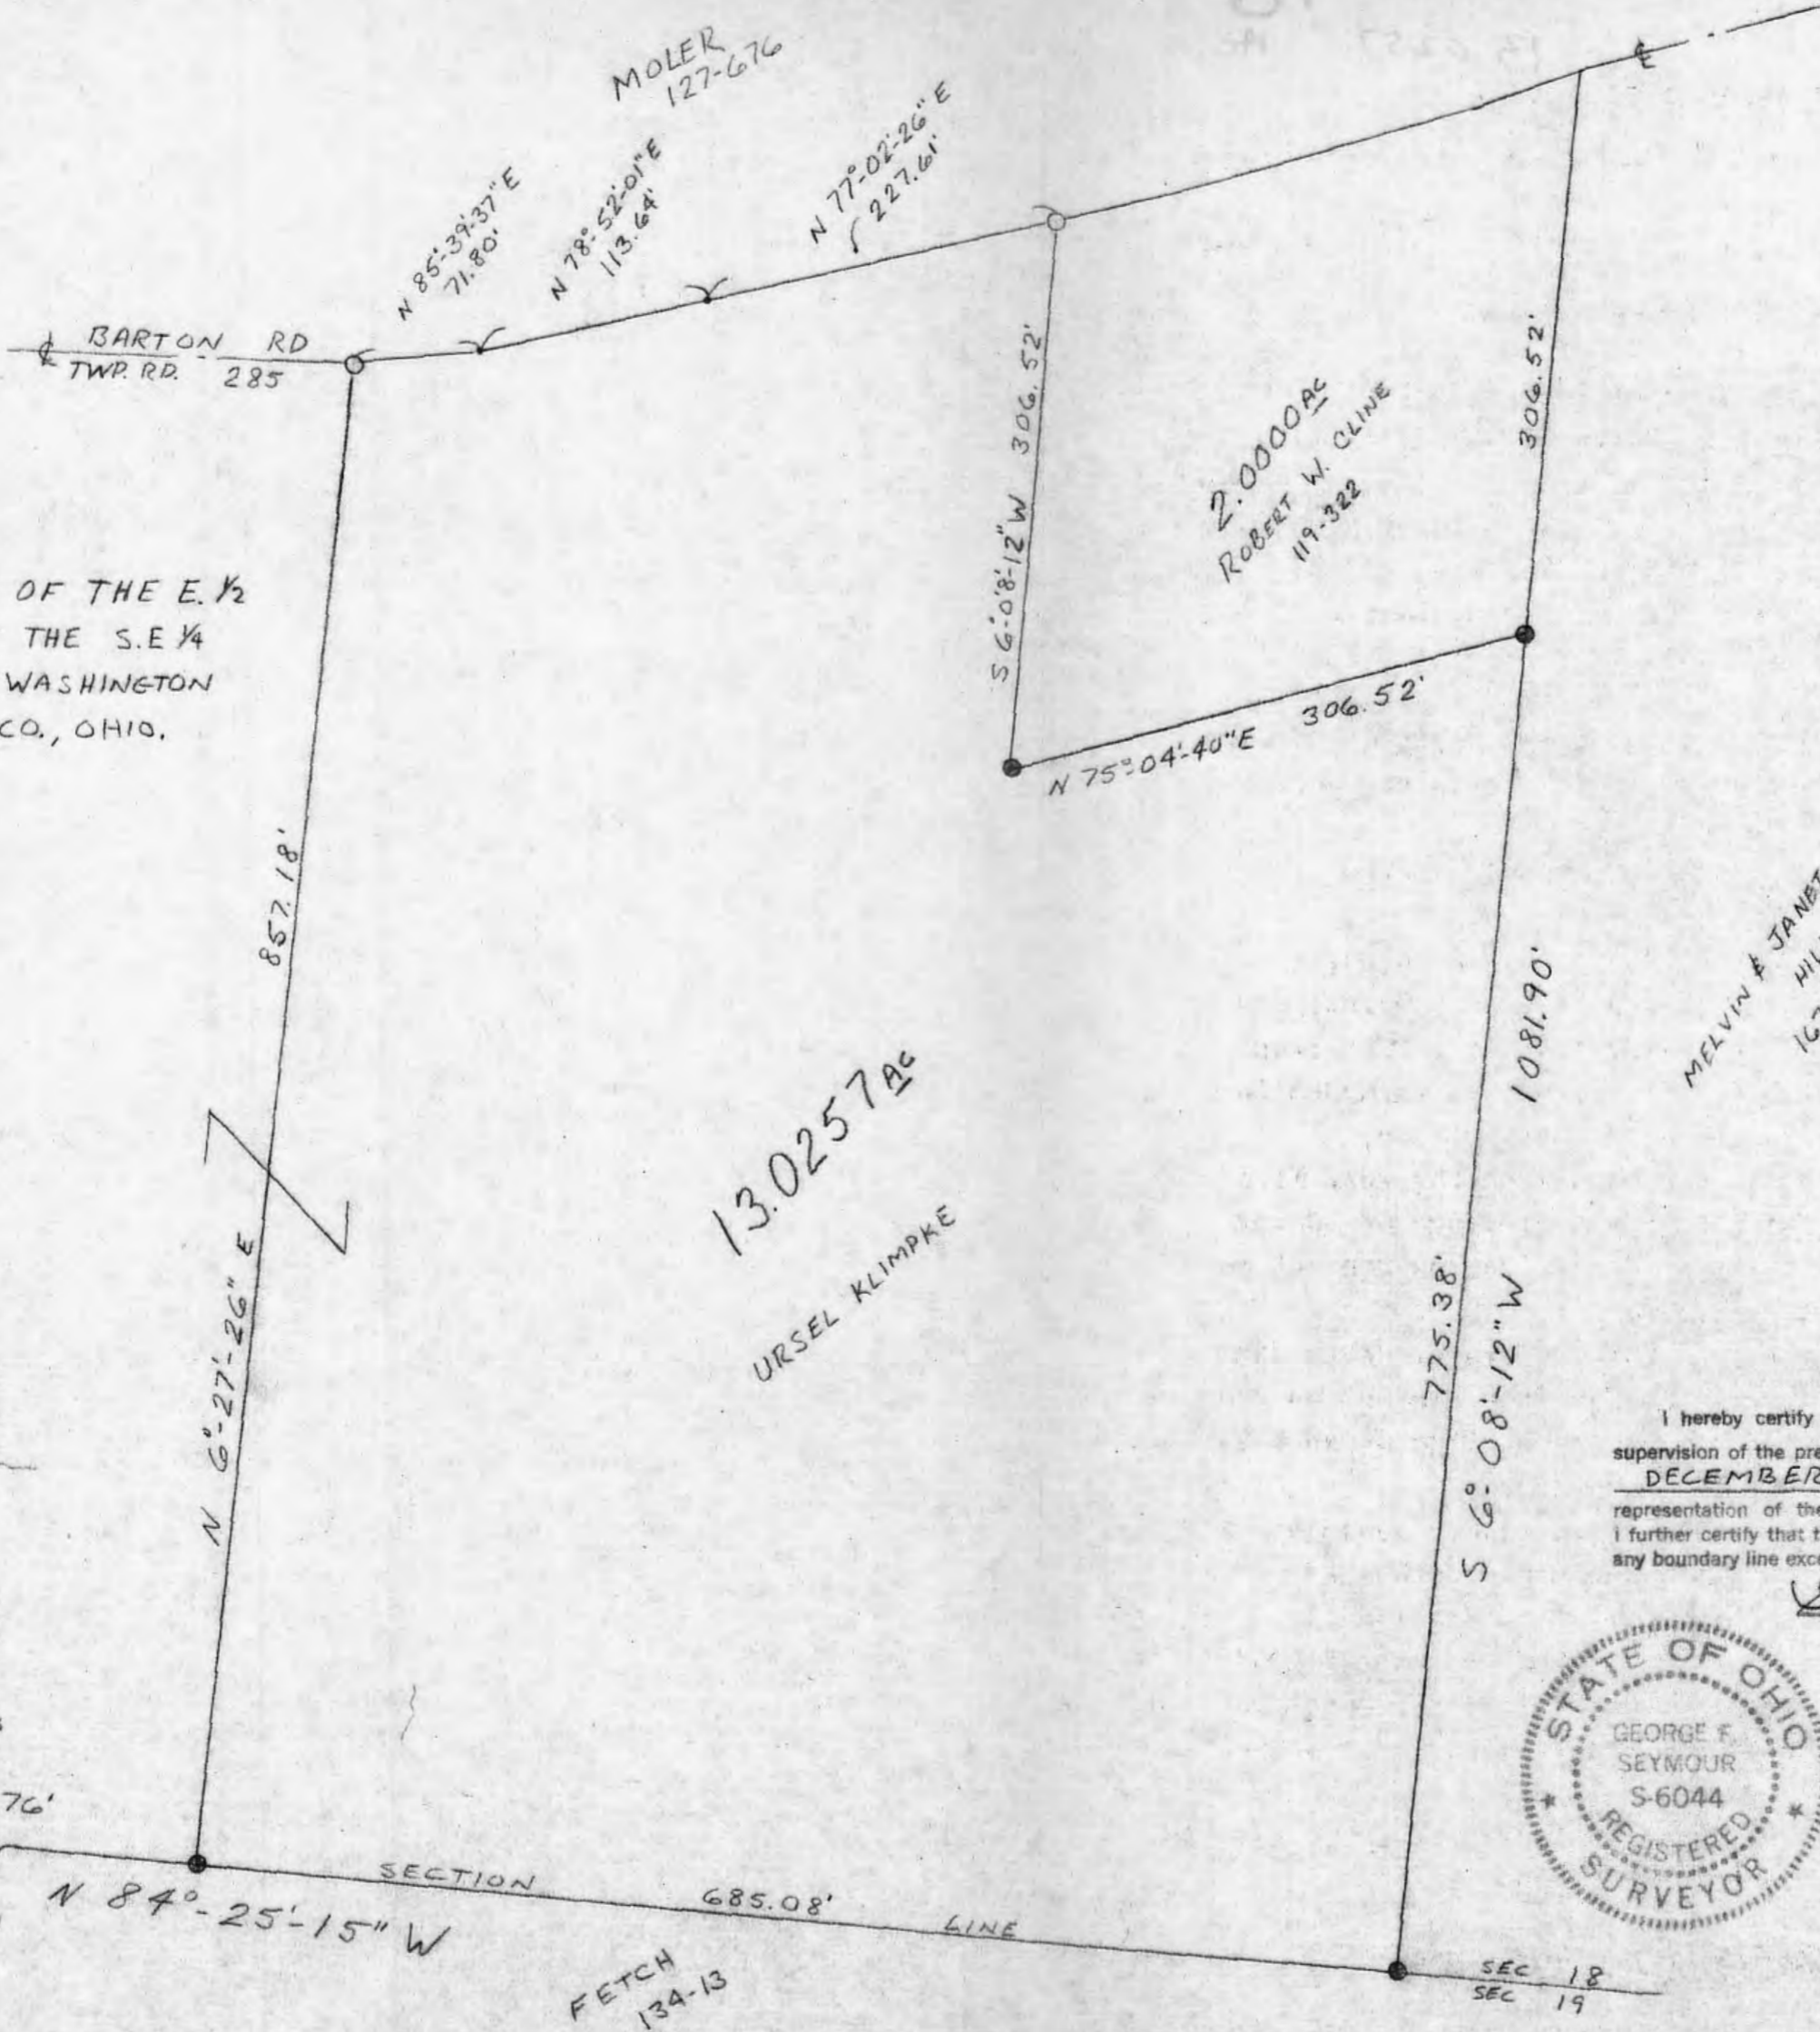 MOLER
127-676
N 85°-39'-37" E
71.80'
N 78°-52'-01" E
113.64'
N 77°-02'-26" E
227.61'
℄
℄ BARTON RD
TWP. RD. 285
S 6°-08'-12" W 306.52'
2.0000 Ac
ROBERT W. CLINE
119-322
306.52'
N 75°-04'-40" E 306.52'
OF THE E. 1/2
THE S.E 1/4
WASHINGTON
CO., OHIO.
857.18'
N 6°-27'-26" E
13.0257 Ac
URSEL KLIMPKE
1081.90'
775.38'
S 6°-08'-12" W
MELVIN & JANET
I hereby certify
supervision of the
DECEMBER
representation of the
I further certify that
any boundary line
STATE OF OHIO
GEORGE F.
SEYMOUR
S-6044
REGISTERED
SURVEYOR
76'
SECTION 685.08' LINE
N 84°-25'-15" W
FETCH
134-13
SEC 18
SEC 19